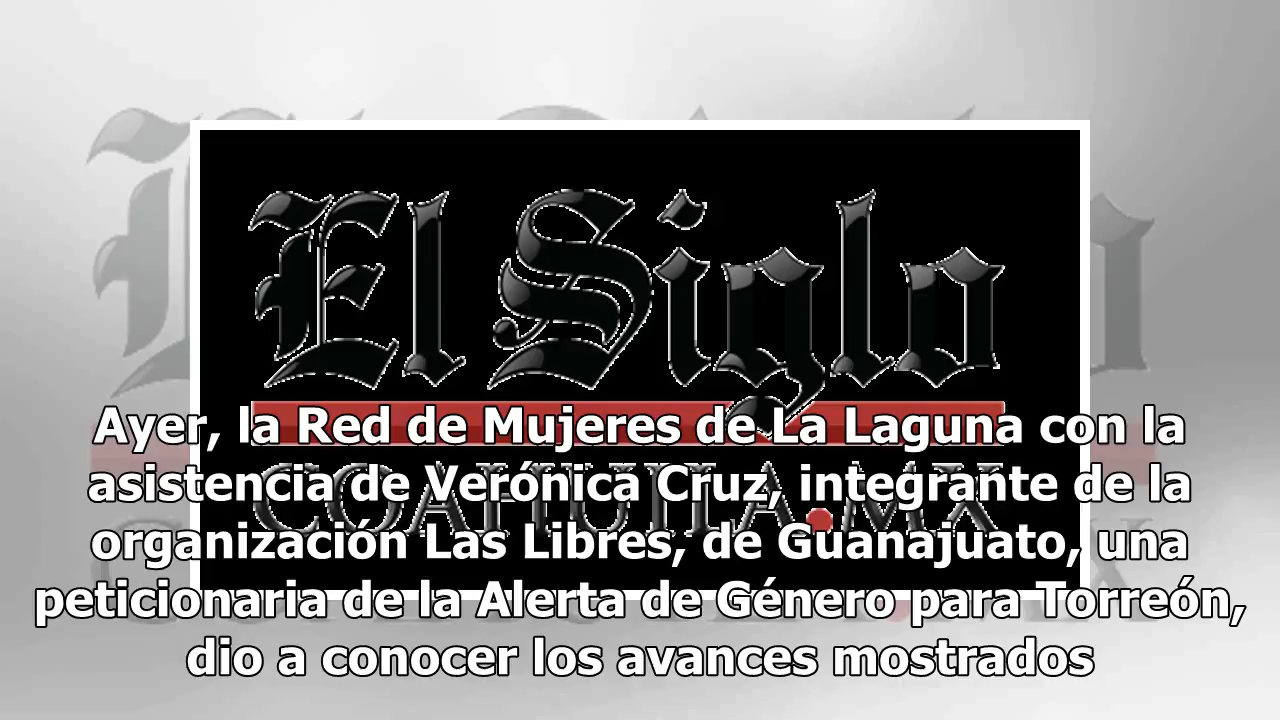 El Siglo
COAHUILA.MX
Ayer, la Red de Mujeres de La Laguna con la
asistencia de Verónica Cruz, integrante de la
organización Las Libres, de Guanajuato, una
peticionaria de la Alerta de Género para Torreón,
dio a conocer los avances mostrados